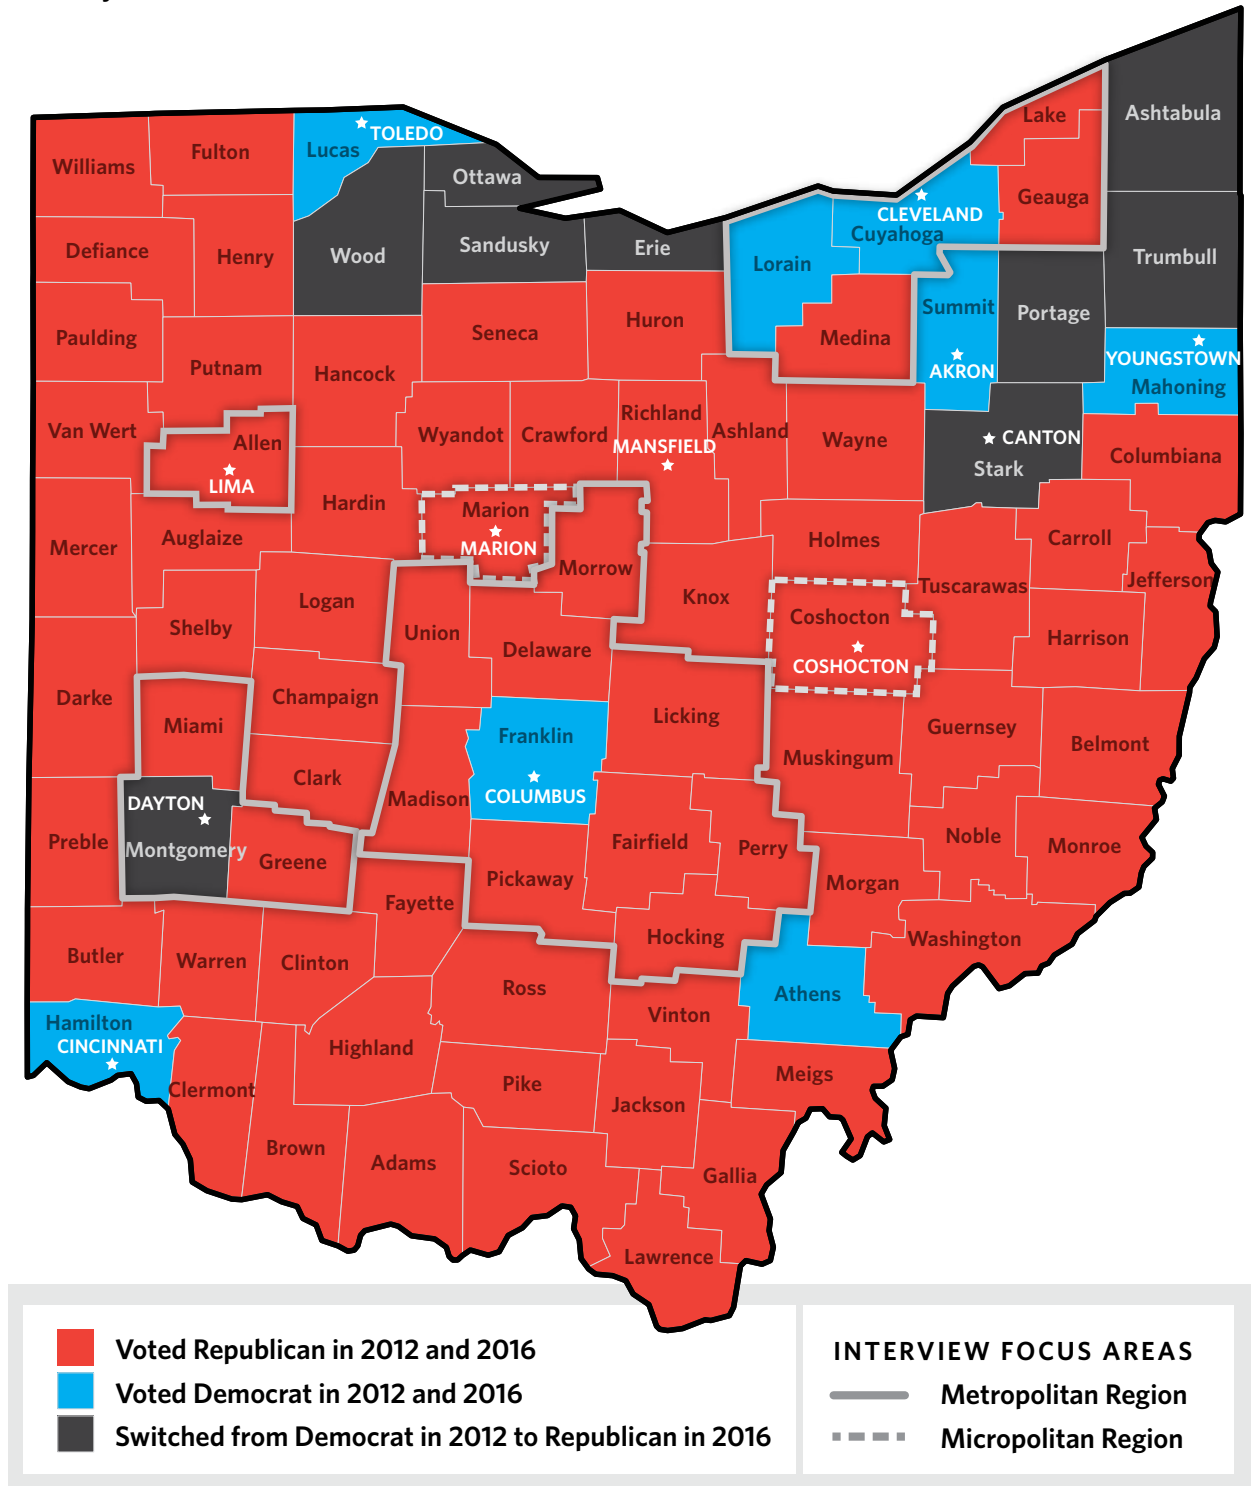 Ashtabula
Lake
TOLEDO
Lucas
Fulton
Williams
Ottawa
Geauga
CLEVELAND
Cuyahoga
Sandusky
Erie
Defiance
Henry
Wood
Lorain
Trumbull
Summit
Portage
Huron
Seneca
Medina
Paulding
YOUNGSTOWN
Mahoning
Putnam
Hancock
AKRON
Richland
Van Wert
Allen
Wyandot
Crawford
Ashland
Wayne
CANTON
MANSFIELD
Columbiana
Stark
LIMA
Hardin
Marion
Auglaize
Holmes
Carroll
Mercer
MARION
Morrow
Jefferson
Tuscarawas
Logan
Knox
Coshocton
Shelby
Union
Harrison
Delaware
COSHOCTON
Darke
Champaign
Miami
Licking
Guernsey
Franklin
Belmont
Muskingum
Clark
Madison
COLUMBUS
DAYTON
Preble
Montgomery
Greene
Fairfield
Perry
Noble
Monroe
Pickaway
Morgan
Fayette
Hocking
Washington
Butler
Warren
Clinton
Ross
Athens
Vinton
Hamilton
CINCINNATI
Highland
Meigs
Clermont
Pike
Jackson
Brown
Adams
Scioto
Gallia
Lawrence
Voted Republican in 2012 and 2016
Voted Democrat in 2012 and 2016
Switched from Democrat in 2012 to Republican in 2016
INTERVIEW FOCUS AREAS
Metropolitan Region
Micropolitan Region